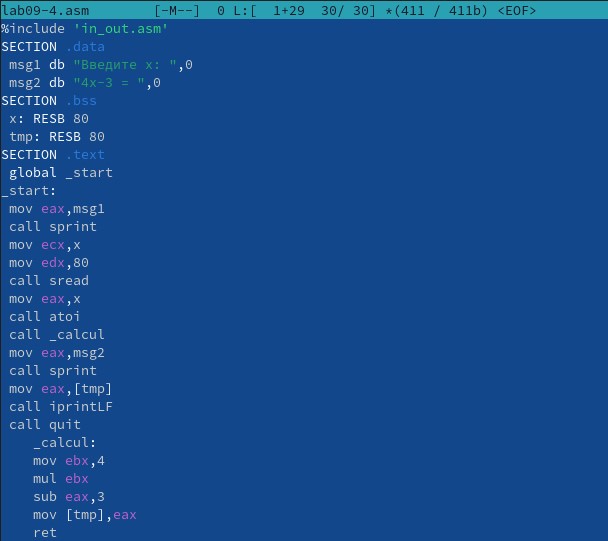 lab09-4.asm [-M--] 0 L:[ 1+29 30/ 30] *(411 / 411b) <EOF>
%include 'in_out.asm'
SECTION .data
 msg1 db "Введите x: ",0
 msg2 db "4x-3 = ",0
SECTION .bss
 x: RESB 80
 tmp: RESB 80
SECTION .text
 global _start
_start:
 mov eax,msg1
 call sprint
 mov ecx,x
 mov edx,80
 call sread
 mov eax,x
 call atoi
 call _calcul
 mov eax,msg2
 call sprint
 mov eax,[tmp]
 call iprintLF
 call quit
    _calcul:
    mov ebx,4
    mul ebx
    sub eax,3
    mov [tmp],eax
    ret